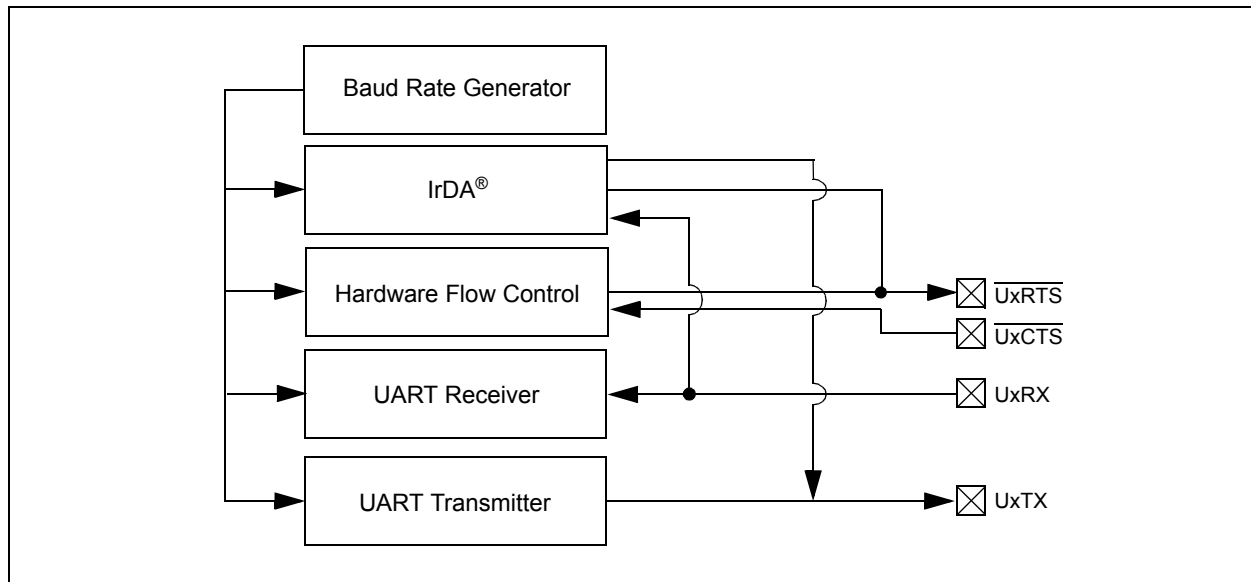 Baud Rate Generator
IrDA®
Hardware Flow Control
UxRTS
UxCTS
UART Receiver
UxRX
UART Transmitter
UxTX